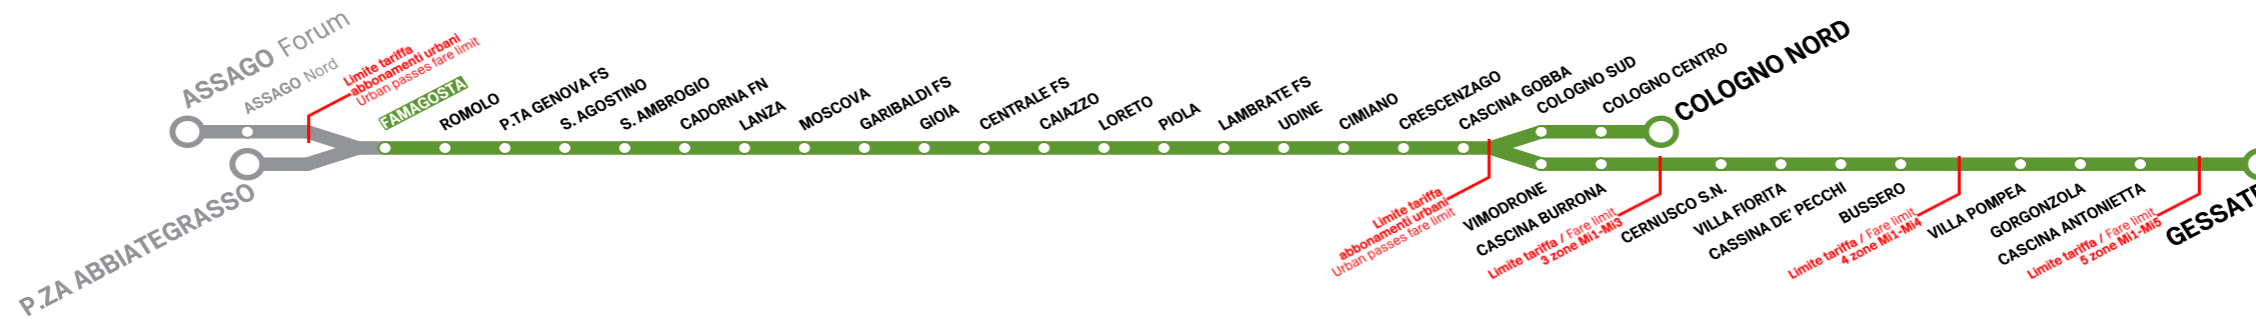 ASSAGO Forum
ASSAGO Nord
P.ZA ABBIATEGRASSO
Limite tariffa
abbonamenti urbani
Urban passes fare limit
FAMAGOSTA
ROMOLO
P.TA GENOVA FS
S. AGOSTINO
S. AMBROGIO
CADORNA FN
LANZA
MOSCOVA
GARIBALDI FS
GIOIA
CENTRALE FS
CAIAZZO
LORETO
PIOLA
LAMBRATE FS
UDINE
CIMIANO
CRESCENZAGO
CASCINA GOBBA
COLOGNO SUD
COLOGNO CENTRO
COLOGNO NORD
Limite tariffa
abbonamenti urbani
Urban passes fare limit
VIMODRONE
CASCINA BURRONA
Limite tariffa / Fare limit
3 zone Mi1-Mi3
CERNUSCO S.N.
VILLA FIORITA
CASSINA DE' PECCHI
BUSSERO
Limite tariffa / Fare limit
4 zone Mi1-Mi4
VILLA POMPEA
GORGONZOLA
CASCINA ANTONIETTA
Limite tariffa / Fare limit
5 zone Mi1-Mi5
GESSATE